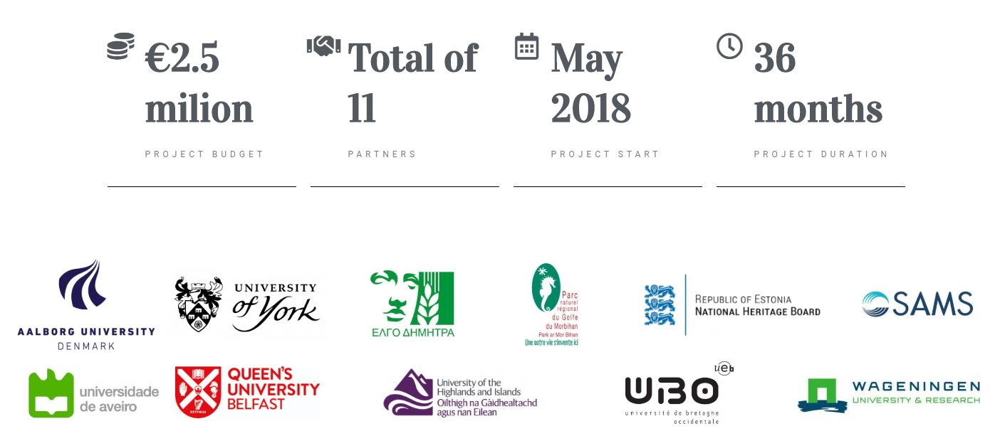 €2.5
milion
PROJECT BUDGET
Total of
11
PARTNERS
May
2018
PROJECT START
36
months
PROJECT DURATION
AALBORG UNIVERSITY
DENMARK
UNIVERSITY
of York
ΕΛΓΟ ΔΗΜΗΤΡΑ
Parc
naturel
régional
du Golfe
du Morbihan
Park ar Mor Bihan
Une autre vie s'invente ici
REPUBLIC OF ESTONIA
NATIONAL HERITAGE BOARD
SAMS
universidade
de aveiro
QUEEN'S
UNIVERSITY
BELFAST
ESTD1845
University of the
Highlands and Islands
Oilthigh na Gàidhealtachd
agus nan Eilean
ueb
UBO
université de bretagne
occidentale
WAGENINGEN
UNIVERSITY & RESEARCH